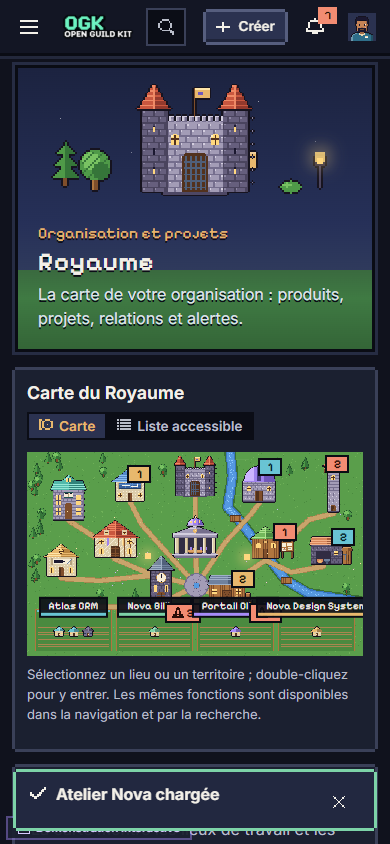 OGK
OPEN GUILD KIT
Créer
1
Organisation et projets
Royaume
La carte de votre organisation : produits,
projets, relations et alertes.
Carte du Royaume
Carte
Liste accessible
1
1
2
1
2
2
Atlas ORM
Portail
Nova Design System
Sélectionnez un lieu ou un territoire ; double-cliquez
pour y entrer. Les mêmes fonctions sont disponibles
dans la navigation et par la recherche.
Atelier Nova chargée
et les